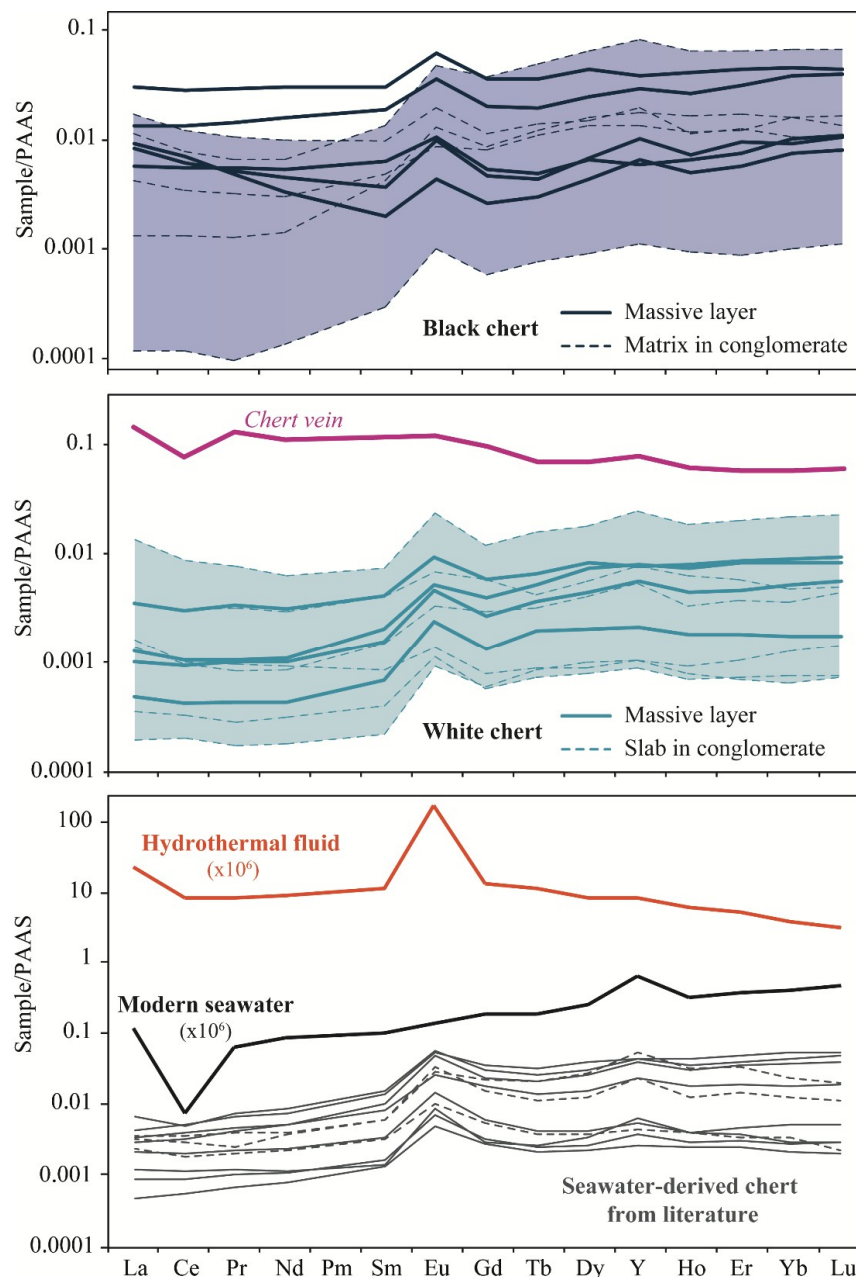 0.1
0.01
0.001
0.0001
Sample/PAAS
Black chert
Massive layer
Matrix in conglomerate
0.1
0.01
0.001
0.0001
Sample/PAAS
Chert vein
White chert
Massive layer
Slab in conglomerate
100
10
1
0.1
0.01
0.001
0.0001
Sample/PAAS
Hydrothermal fluid
(x10⁶)
Modern seawater
(x10⁶)
Seawater-derived chert
from literature
La Ce Pr Nd Pm Sm Eu Gd Tb Dy Y Ho Er Yb Lu